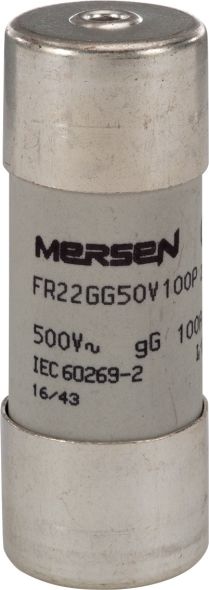 MERSEN
FR22GG50V100P
500V~ gG 100
IEC 60269-2
16/43